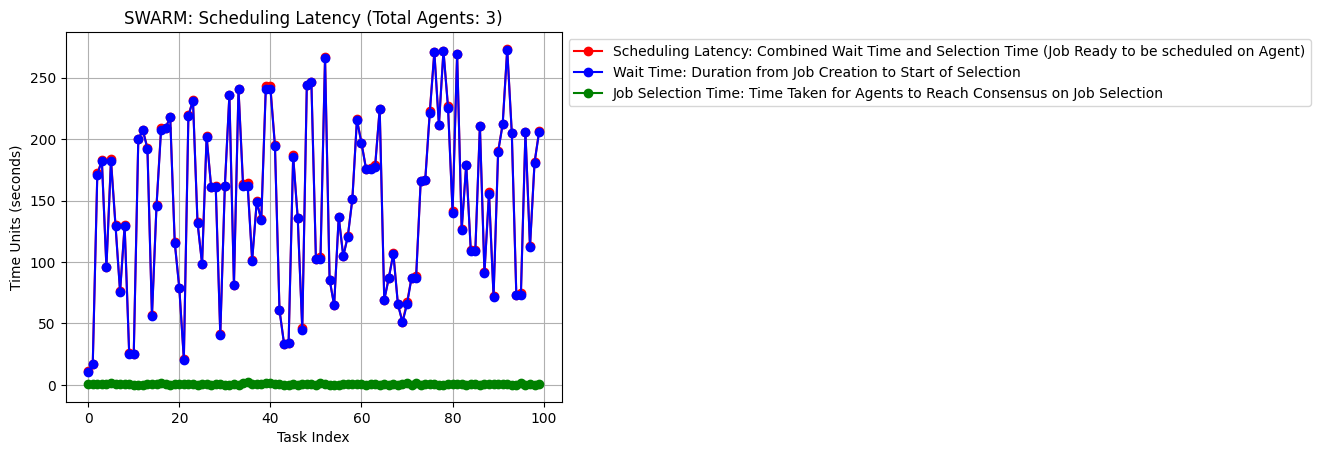 SWARM: Scheduling Latency (Total Agents: 3)
Scheduling Latency: Combined Wait Time and Selection Time (Job Ready to be scheduled on Agent)
Wait Time: Duration from Job Creation to Start of Selection
Job Selection Time: Time Taken for Agents to Reach Consensus on Job Selection
Time Units (seconds)
250
200
150
100
50
0
0 20 40 60 80 100
Task Index